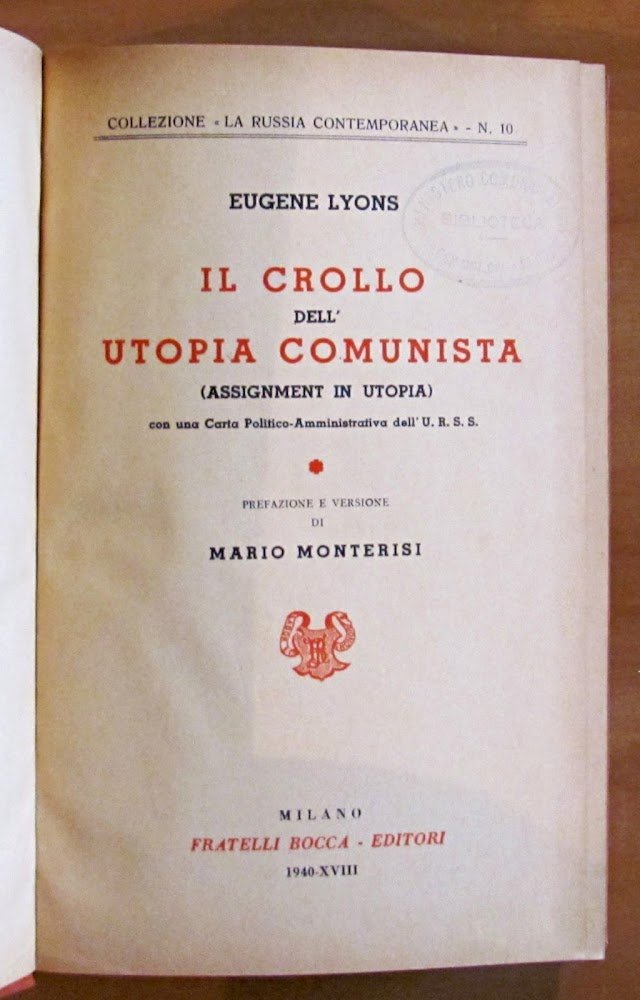 COLLEZIONE « LA RUSSIA CONTEMPORANEA » - N. 10
BIBLIOTECA
EUGENE LYONS
IL CROLLO
DELL'
UTOPIA COMUNISTA
(ASSIGNMENT IN UTOPIA)
con una Carta Politico-Amministrativa dell' U. R. S. S.
PREFAZIONE E VERSIONE
DI
MARIO MONTERISI
MILANO
FRATELLI BOCCA - EDITORI
1940-XVIII